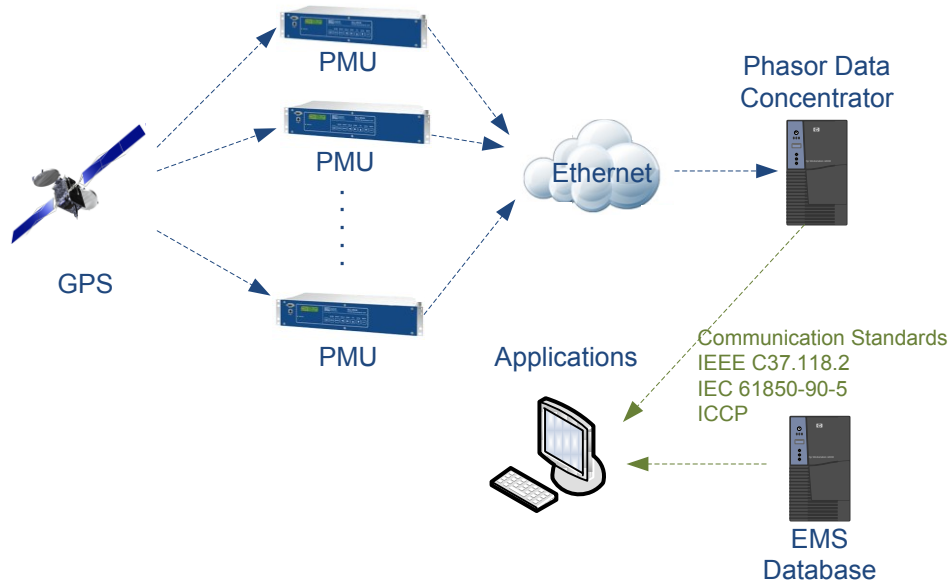 PMU
Phasor Data
Concentrator
PMU
Ethernet
GPS
PMU
Applications
Communication Standards
IEEE C37.118.2
IEC 61850-90-5
ICCP
EMS
Database